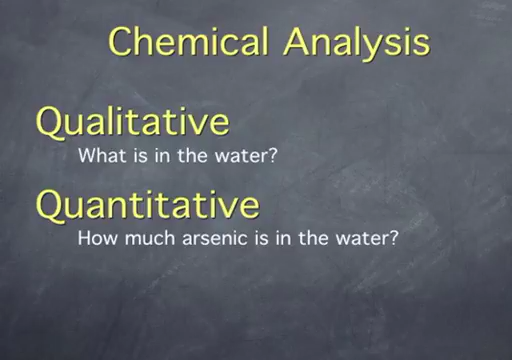 Chemical Analysis
Qualitative
What is in the water?
Quantitative
How much arsenic is in the water?